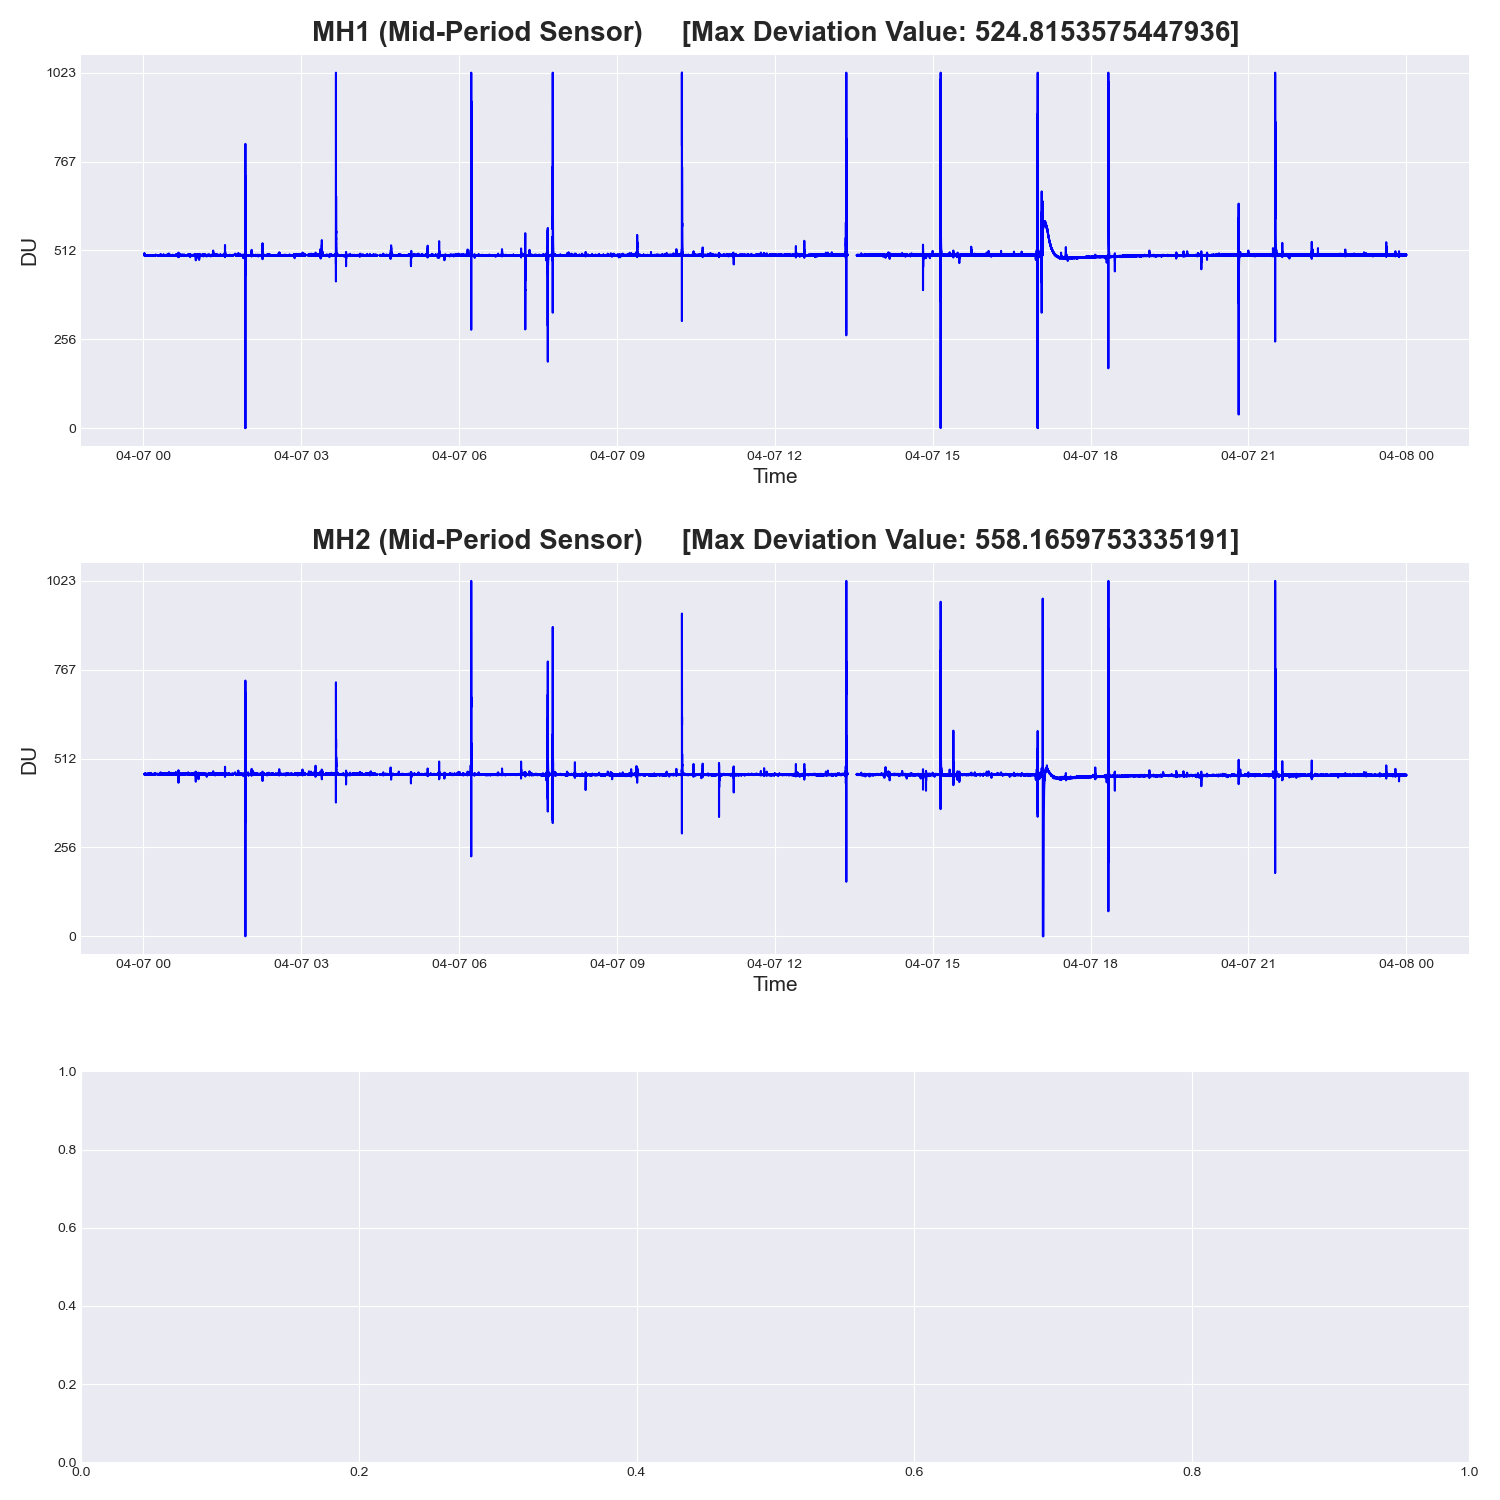 MH1 (Mid-Period Sensor) [Max Deviation Value: 524.8153575447936]
1023
767
512
256
0
DU
04-07 00 04-07 03 04-07 06 04-07 09 04-07 12 04-07 15 04-07 18 04-07 21 04-08 00
Time
MH2 (Mid-Period Sensor) [Max Deviation Value: 558.1659753335191]
1023
767
512
256
0
DU
04-07 00 04-07 03 04-07 06 04-07 09 04-07 12 04-07 15 04-07 18 04-07 21 04-08 00
Time
1.0
0.8
0.6
0.4
0.2
0.0
0.0 0.2 0.4 0.6 0.8 1.0